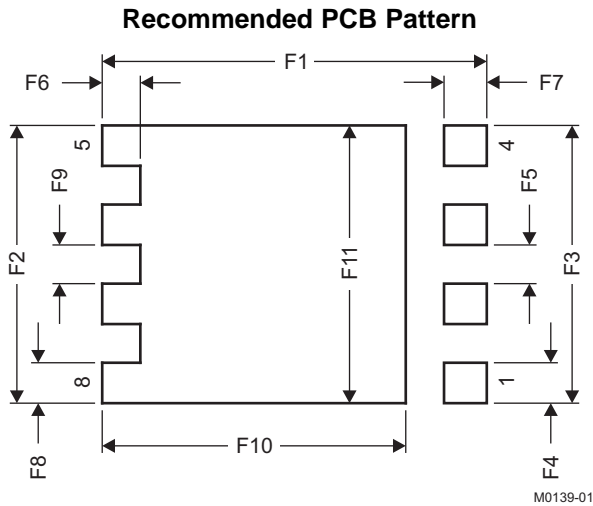 Recommended PCB Pattern
F1
F6
F7
5
4
F9
F5
F2
F11
F3
8
1
F10
F8
F4
M0139-01